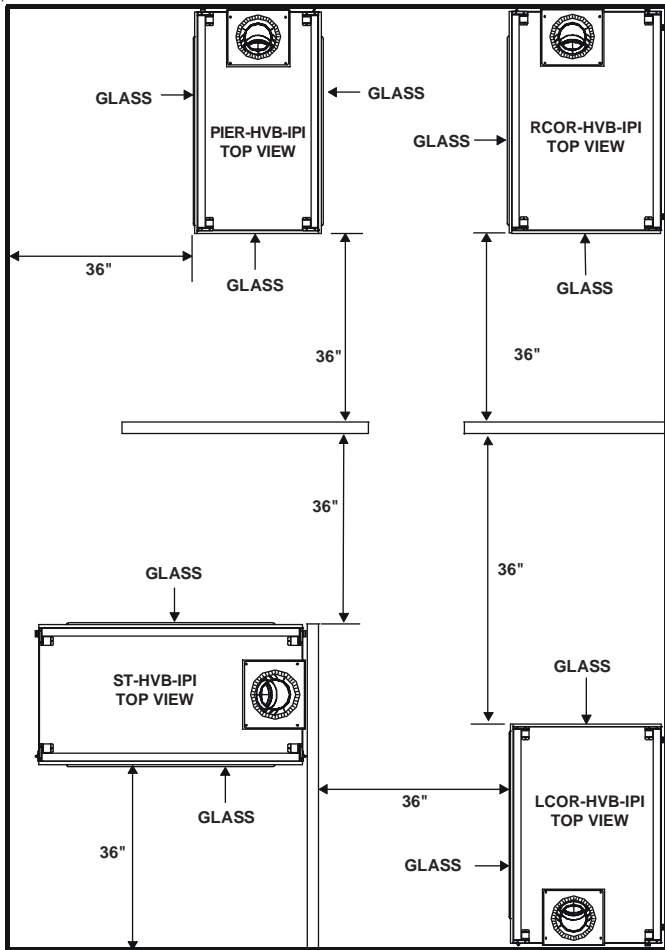 GLASS
GLASS
PIER-HVB-IPI
TOP VIEW
GLASS
RCOR-HVB-IPI
TOP VIEW
36"
GLASS
GLASS
36"
36"
36"
36"
GLASS
ST-HVB-IPI
TOP VIEW
GLASS
GLASS
36"
36"
LCOR-HVB-IPI
TOP VIEW
GLASS